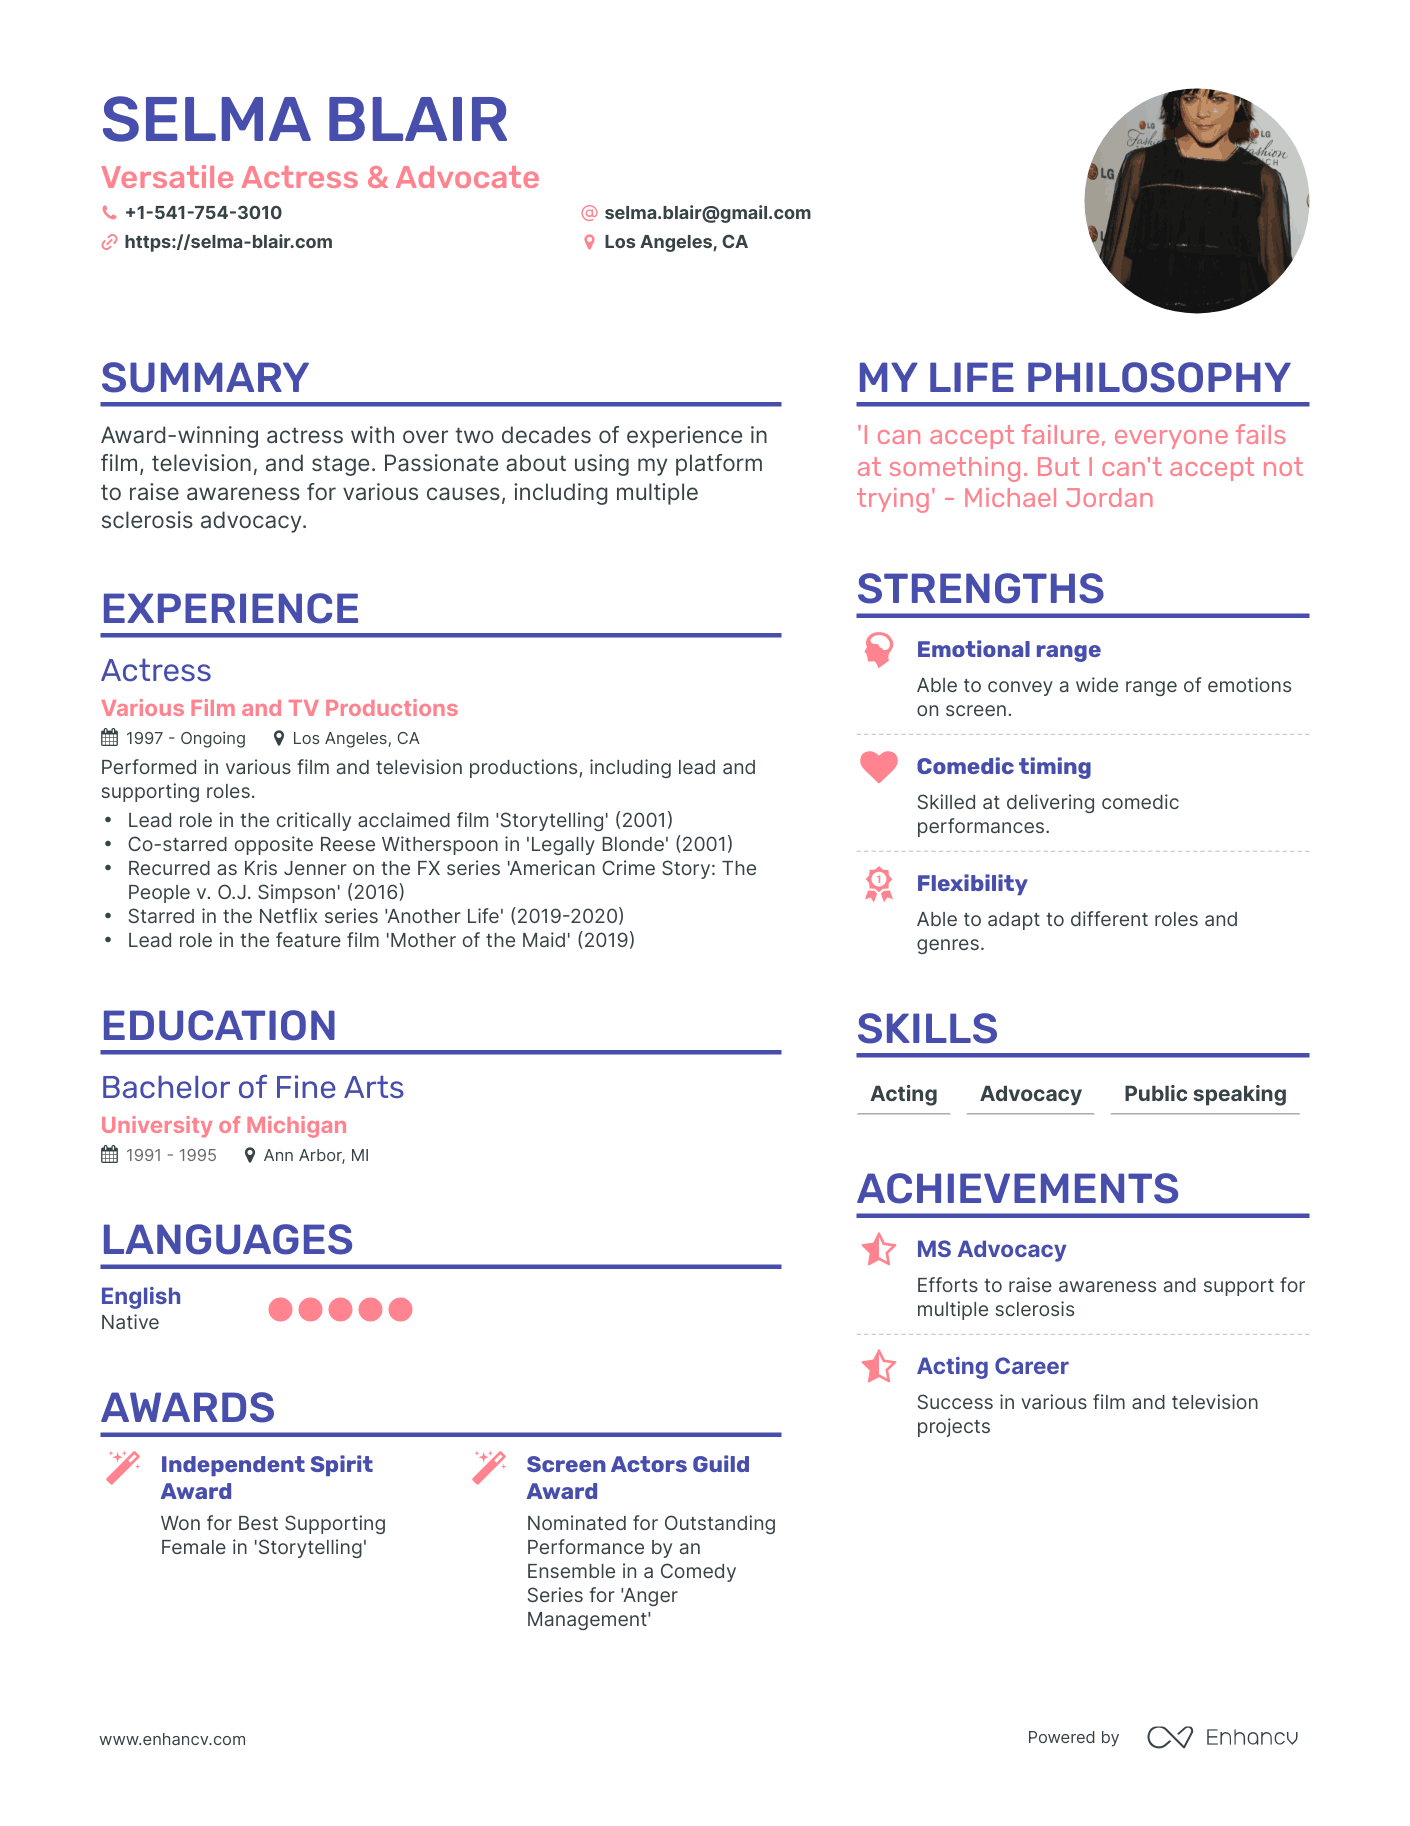 SELMA BLAIR
Versatile Actress & Advocate
+1-541-754-3010
selma.blair@gmail.com
https://selma-blair.com
Los Angeles, CA
LG
LG
Fashion
LG
SUMMARY
Award-winning actress with over two decades of experience in
film, television, and stage. Passionate about using my platform
to raise awareness for various causes, including multiple
sclerosis advocacy.
EXPERIENCE
Actress
Various Film and TV Productions
1997 - Ongoing
Los Angeles, CA
Performed in various film and television productions, including lead and
supporting roles.
• Lead role in the critically acclaimed film 'Storytelling' (2001)
• Co-starred opposite Reese Witherspoon in 'Legally Blonde' (2001)
• Recurred as Kris Jenner on the FX series 'American Crime Story: The
People v. O.J. Simpson' (2016)
• Starred in the Netflix series 'Another Life' (2019-2020)
• Lead role in the feature film 'Mother of the Maid' (2019)
EDUCATION
Bachelor of Fine Arts
University of Michigan
1991 - 1995
Ann Arbor, MI
LANGUAGES
English
Native
AWARDS
Independent Spirit
Award
Won for Best Supporting
Female in 'Storytelling'
Screen Actors Guild
Award
Nominated for Outstanding
Performance by an
Ensemble in a Comedy
Series for 'Anger
Management'
MY LIFE PHILOSOPHY
'I can accept failure, everyone fails
at something. But I can't accept not
trying' - Michael Jordan
STRENGTHS
Emotional range
Able to convey a wide range of emotions
on screen.
Comedic timing
Skilled at delivering comedic
performances.
1
Flexibility
Able to adapt to different roles and
genres.
SKILLS
Acting
Advocacy
Public speaking
ACHIEVEMENTS
MS Advocacy
Efforts to raise awareness and support for
multiple sclerosis
Acting Career
Success in various film and television
projects
www.enhancv.com
Powered by
Enhancv